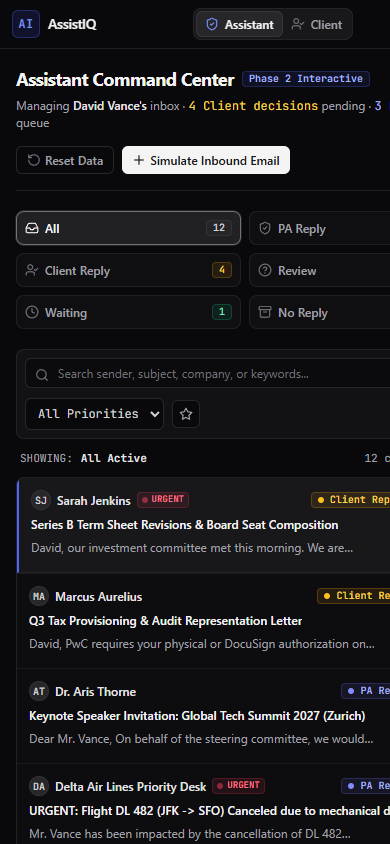 AI AssistIQ Assistant Client
Assistant Command Center Phase 2 Interactive
Managing David Vance's inbox · 4 Client decisions pending · 3
queue
Reset Data Simulate Inbound Email
All 12 PA Reply
Client Reply 4 Review
Waiting 1 No Reply
Search sender, subject, company, or keywords...
All Priorities
SHOWING: All Active 12 c
SJ Sarah Jenkins URGENT Client Rep
Series B Term Sheet Revisions & Board Seat Composition
David, our investment committee met this morning. We are...
MA Marcus Aurelius Client Re
Q3 Tax Provisioning & Audit Representation Letter
David, PwC requires your physical or DocuSign authorization on...
AT Dr. Aris Thorne PA Re
Keynote Speaker Invitation: Global Tech Summit 2027 (Zurich)
Dear Mr. Vance, On behalf of the steering committee, we would...
DA Delta Air Lines Priority Desk URGENT PA Re
URGENT: Flight DL 482 (JFK -> SFO) Canceled due to mechanical d
Mr. Vance has been impacted by the cancellation of DL 482...